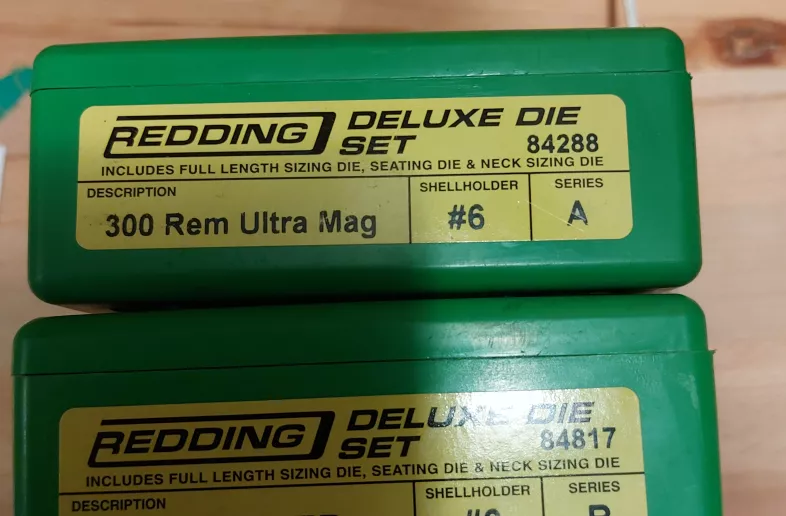 REDDING DELUXE DIE SET 84288
INCLUDES FULL LENGTH SIZING DIE, SEATING DIE & NECK SIZING DIE
DESCRIPTION SHELLHOLDER SERIES
300 Rem Ultra Mag #6 A
REDDING DELUXE DIE SET 84817
INCLUDES FULL LENGTH SIZING DIE, SEATING DIE & NECK SIZING DIE
DESCRIPTION SHELLHOLDER SERIES